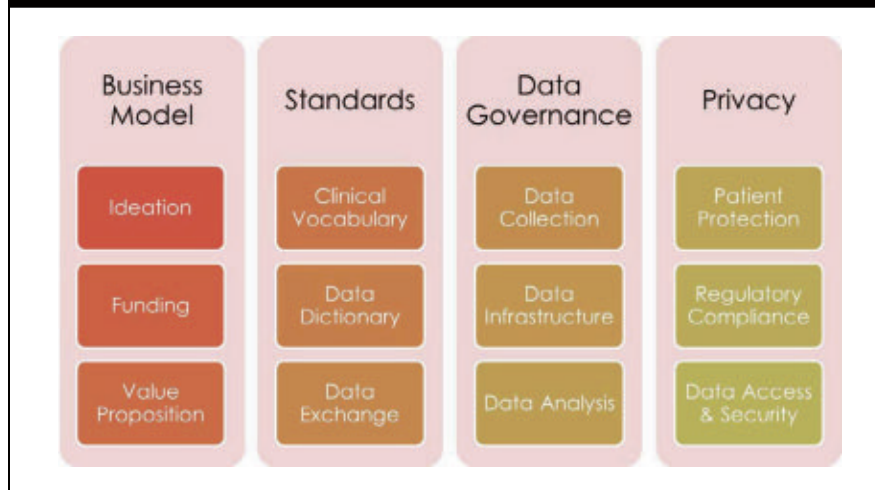 Business
Model
Ideation
Funding
Value
Proposition
Standards
Clinical
Vocabulary
Data
Dictionary
Data
Exchange
Data
Governance
Data
Collection
Data
Infrastructure
Data Analysis
Privacy
Patient
Protection
Regulatory
Compliance
Data Access
& Security